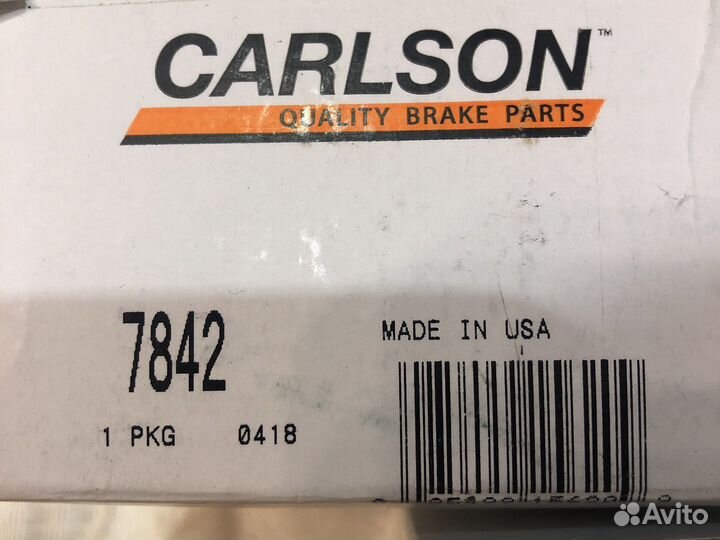 CARLSON™
QUALITY BRAKE PARTS
7842
MADE IN USA
1 PKG 0418
Avito